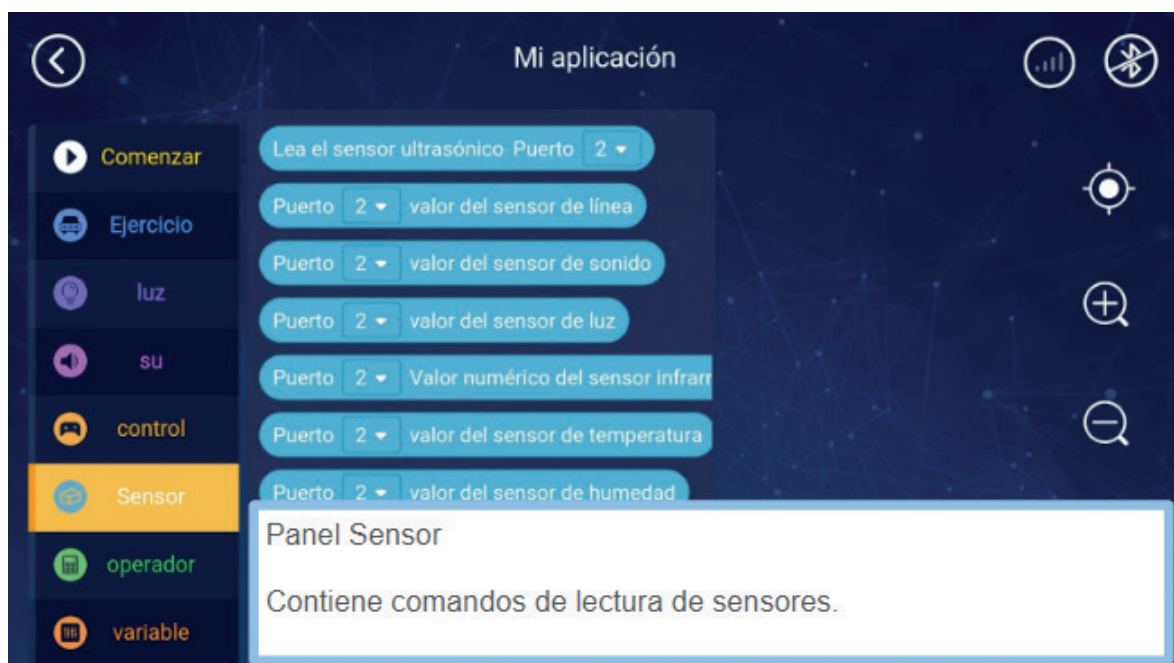 Mi aplicación
Comenzar
Ejercicio
luz
su
control
Sensor
operador
variable
Lea el sensor ultrasónico Puerto 2
Puerto 2 valor del sensor de línea
Puerto 2 valor del sensor de sonido
Puerto 2 valor del sensor de luz
Puerto 2 Valor numérico del sensor infrarr
Puerto 2 valor del sensor de temperatura
Puerto 2 valor del sensor de humedad
Panel Sensor
Contiene comandos de lectura de sensores.